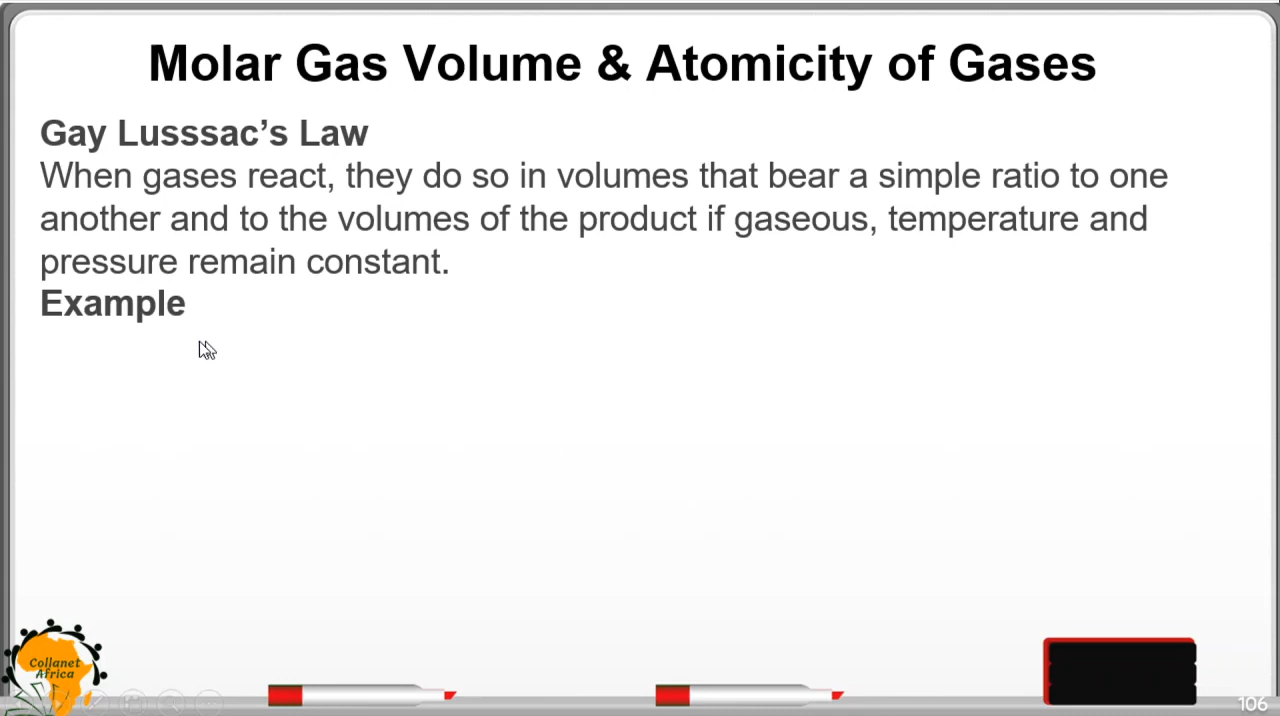 Molar Gas Volume & Atomicity of Gases
Gay Lusssac’s Law
When gases react, they do so in volumes that bear a simple ratio to one
another and to the volumes of the product if gaseous, temperature and
pressure remain constant.
Example
Collanet
Africa
106